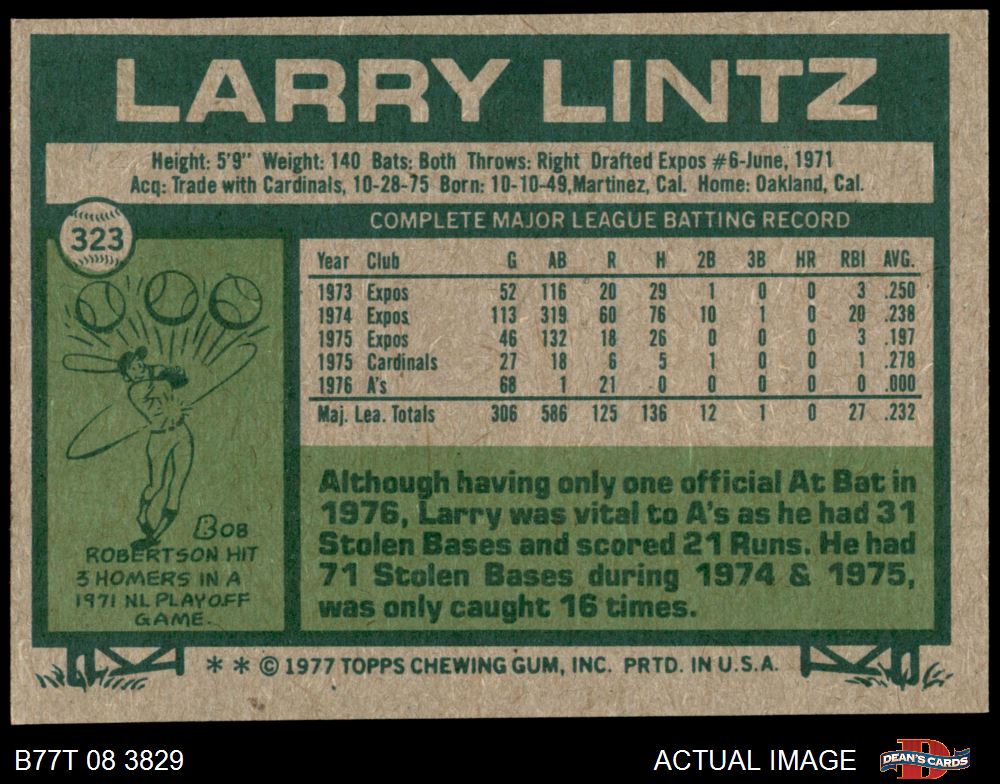 LARRY LINTZ
Height: 5'9" Weight: 140 Bats: Both Throws: Right Drafted Expos #6-June, 1971
Acq: Trade with Cardinals, 10-28-75 Born: 10-10-49,Martinez, Cal. Home: Oakland, Cal.
323
COMPLETE MAJOR LEAGUE BATTING RECORD
Year Club G AB R H 2B 3B HR RBI AVG.
1973 Expos 52 116 20 29 1 0 0 3 .250
1974 Expos 113 319 60 76 10 1 0 20 .238
1975 Expos 46 132 18 26 0 0 0 3 .197
1975 Cardinals 27 18 6 5 1 0 0 1 .278
1976 A's 68 1 21 0 0 0 0 0 .000
Maj. Lea. Totals 306 586 125 136 12 1 0 27 .232
BOB
ROBERTSON HIT
3 HOMERS IN A
1971 NL PLAYOFF
GAME.
Although having only one official At Bat in
1976, Larry was vital to A's as he had 31
Stolen Bases and scored 21 Runs. He had
71 Stolen Bases during 1974 & 1975,
was only caught 16 times.
* * © 1977 TOPPS CHEWING GUM, INC. PRTD. IN U.S.A.
B77T 08 3829
ACTUAL IMAGE
D
DEAN'S CARDS